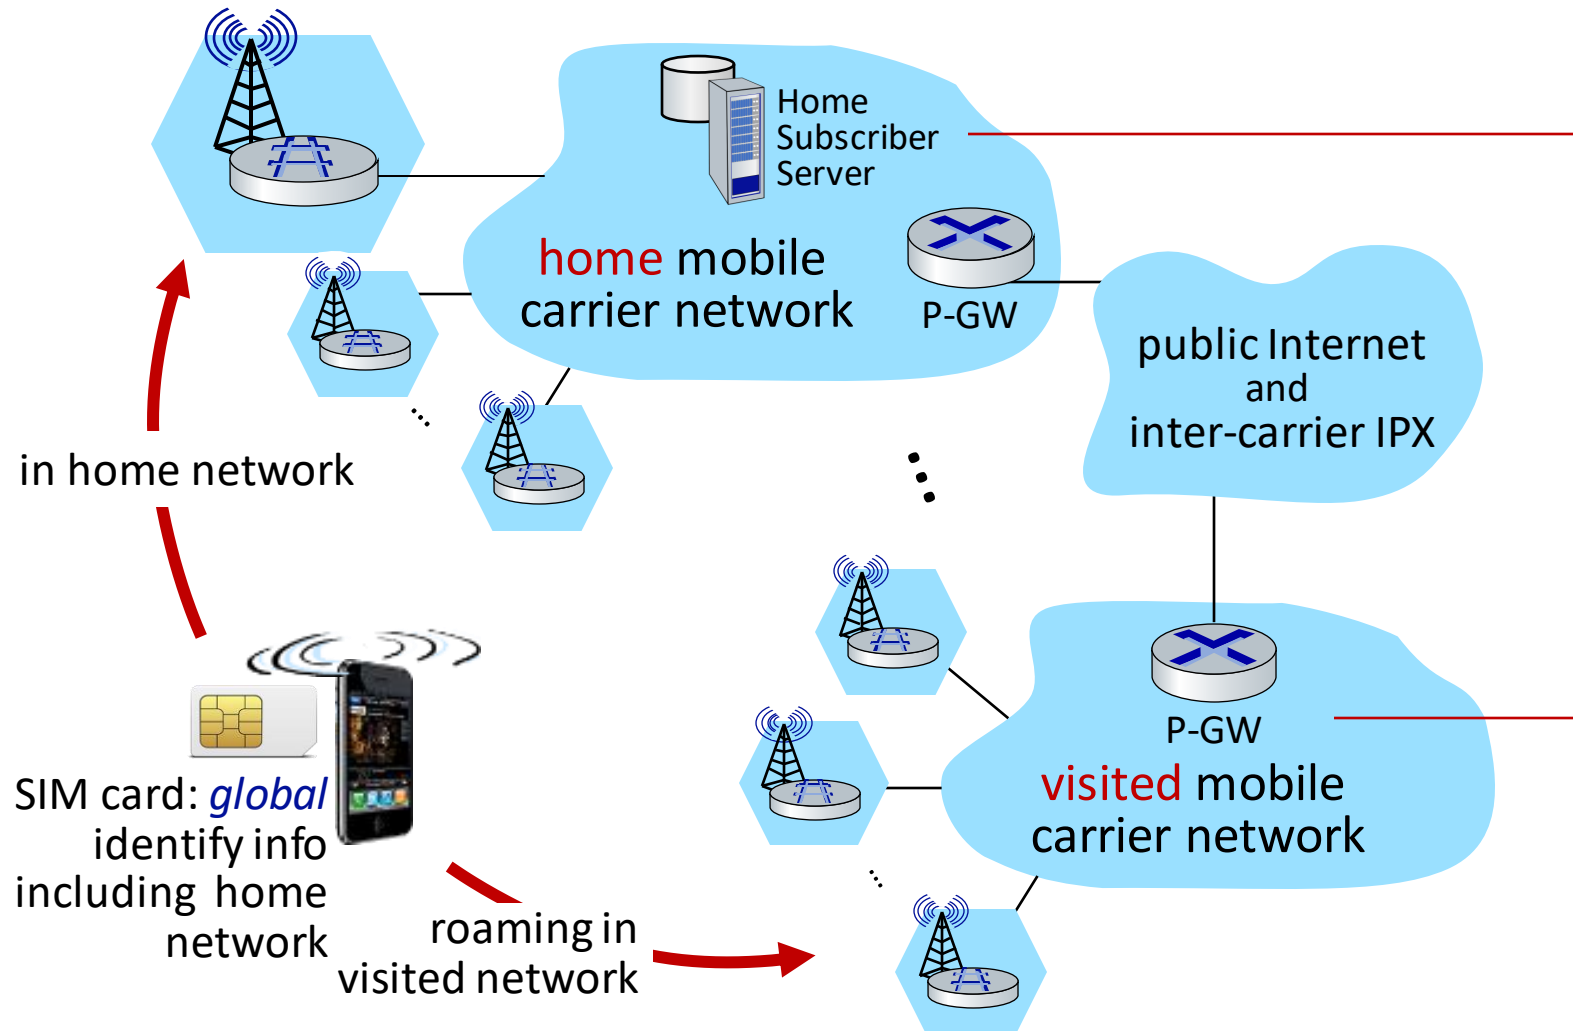 Home
Subscriber
Server
home mobile
carrier network
P-GW
public Internet
and
inter-carrier IPX
in home network
SIM card: global
identify info
including home
network
roaming in
visited network
P-GW
visited mobile
carrier network